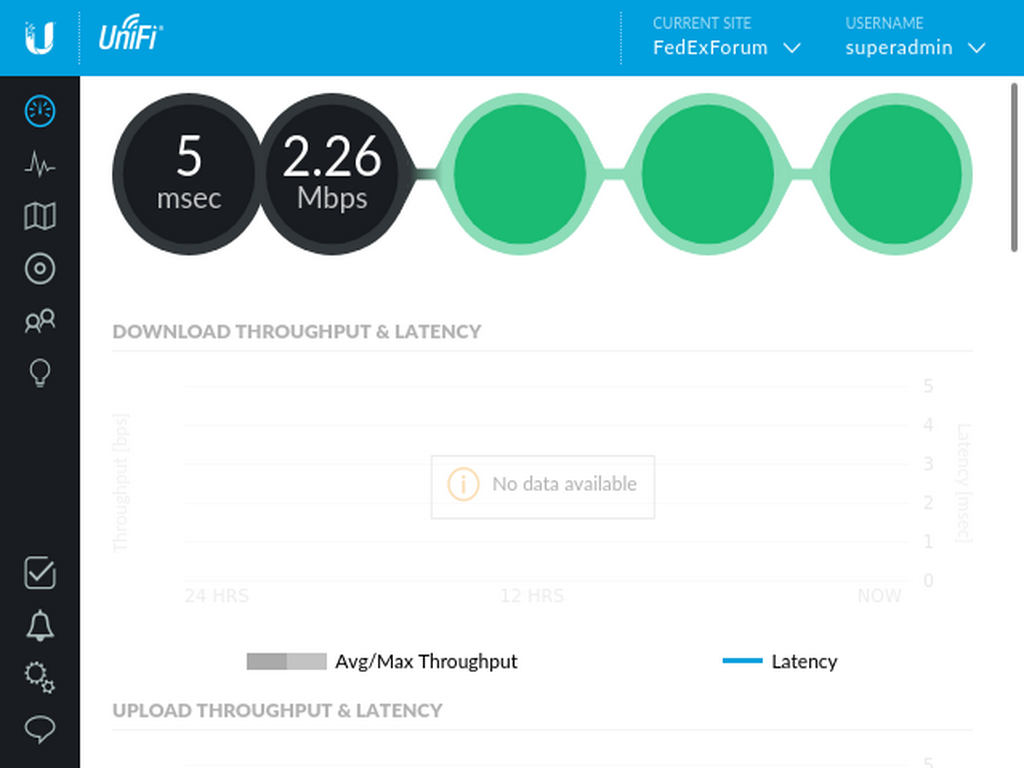 U
UniFi
CURRENT SITE
FedExForum
USERNAME
superadmin
5
msec
2.26
Mbps
DOWNLOAD THROUGHPUT & LATENCY
Throughput [bps]
5
4
3
2
1
0
Latency [msec]
No data available
24 HRS
12 HRS
NOW
Avg/Max Throughput
Latency
UPLOAD THROUGHPUT & LATENCY
5